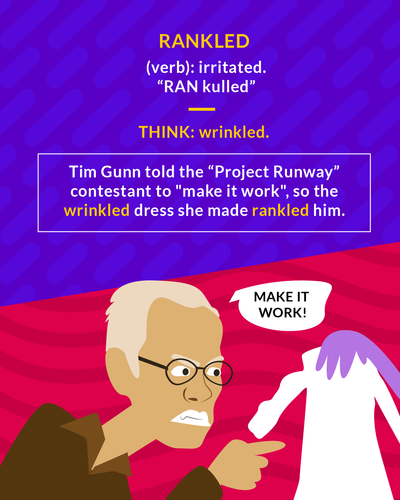 RANKLED
(verb): irritated.
“RAN kulled”
THINK: wrinkled.
Tim Gunn told the “Project Runway”
contestant to "make it work", so the
wrinkled dress she made rankled him.
MAKE IT
WORK!